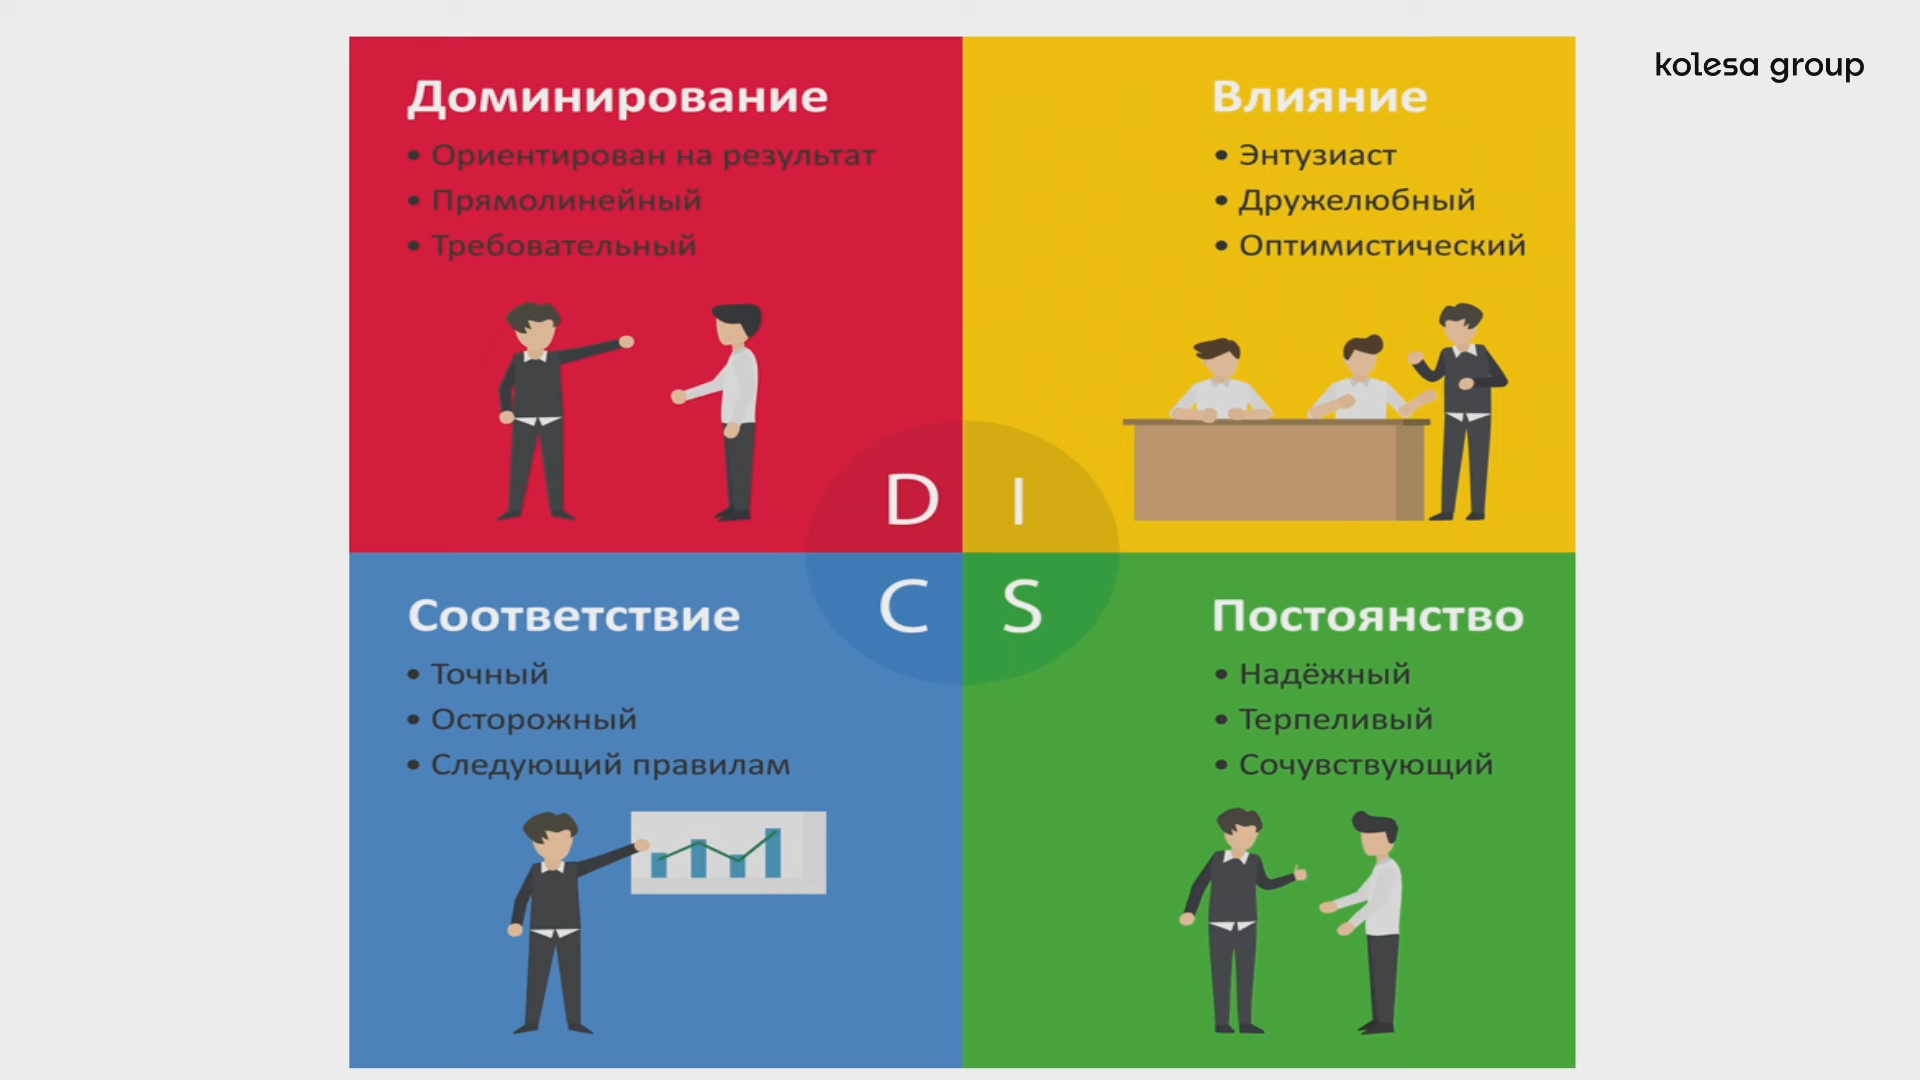 kolesa group
Доминирование
• Ориентирован на результат
• Прямолинейный
• Требовательный
Влияние
• Энтузиаст
• Дружелюбный
• Оптимистический
D I
C S
Соответствие
• Точный
• Осторожный
• Следующий правилам
Постоянство
• Надёжный
• Терпеливый
• Сочувствующий